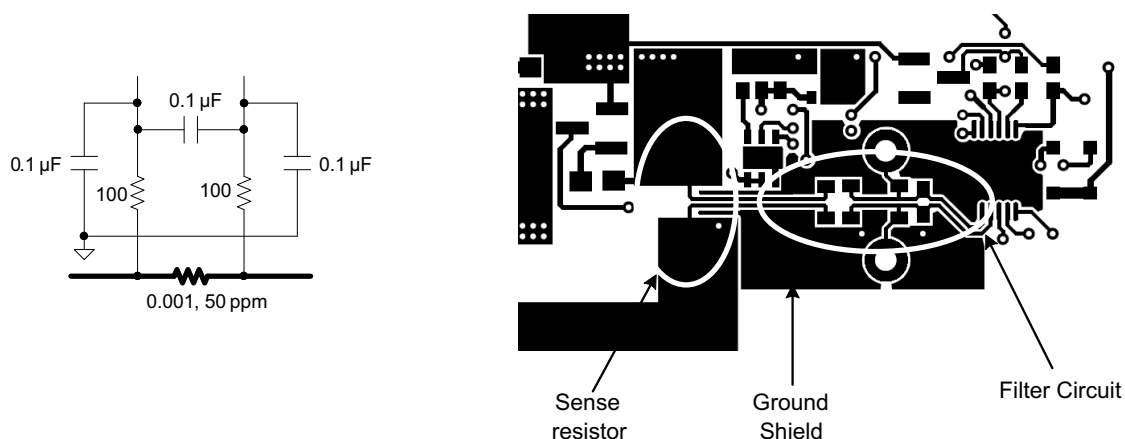 0.1 µF
0.1 µF
0.1 µF
100
100
0.001, 50 ppm
Sense
resistor
Ground
Shield
Filter Circuit